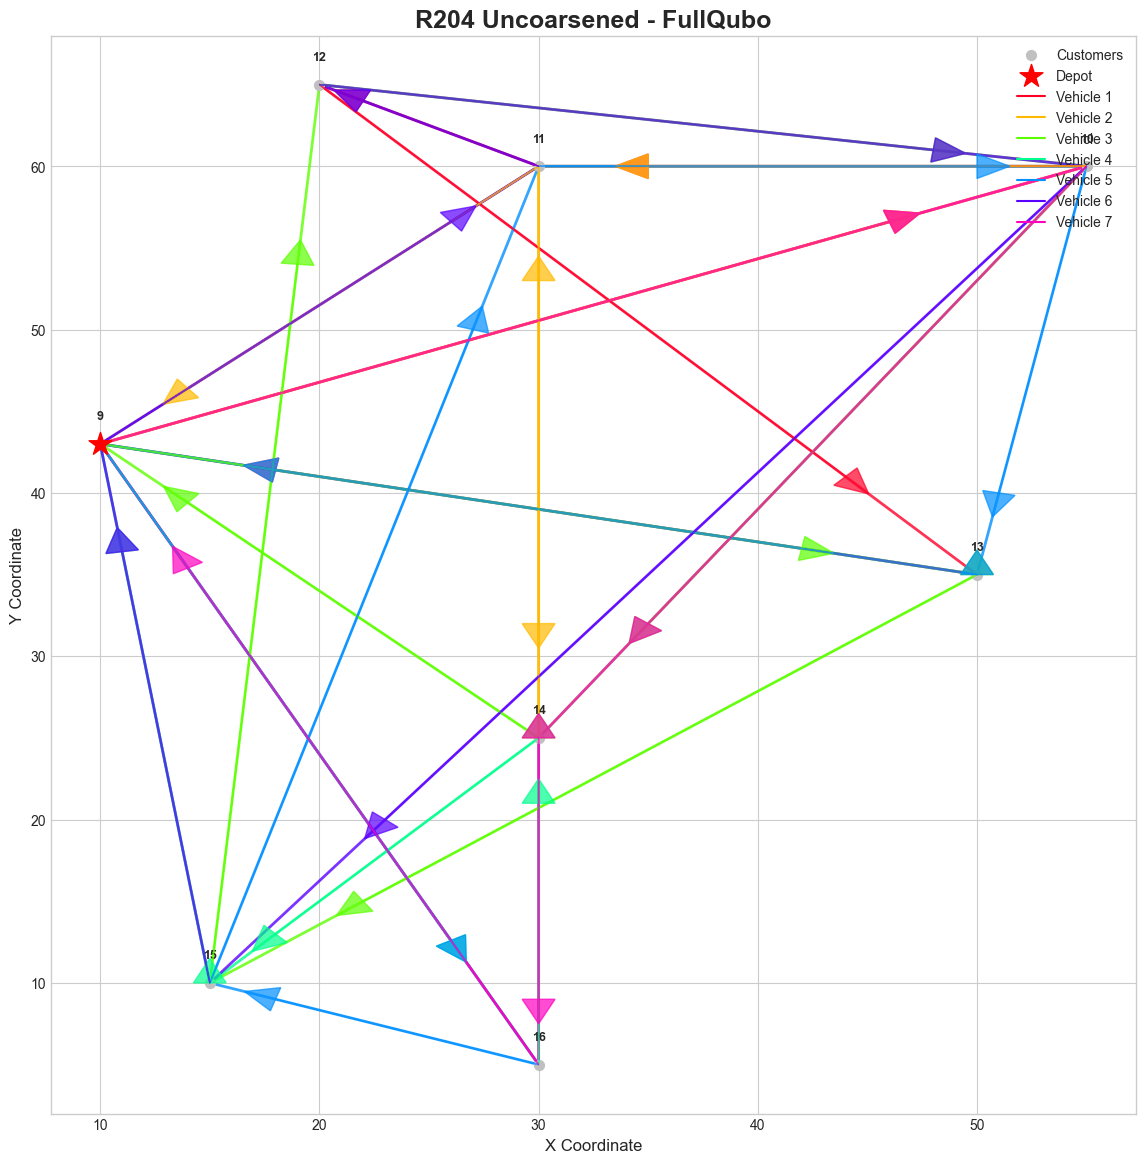 R204 Uncoarsened - FullQubo
12
Customers
Depot
Vehicle 1
Vehicle 2
Vehicle 3
Vehicle 4
Vehicle 5
Vehicle 6
Vehicle 7
11
10
9
13
14
15
16
60
50
40
30
20
10
Y Coordinate
10
20
30
40
50
X Coordinate